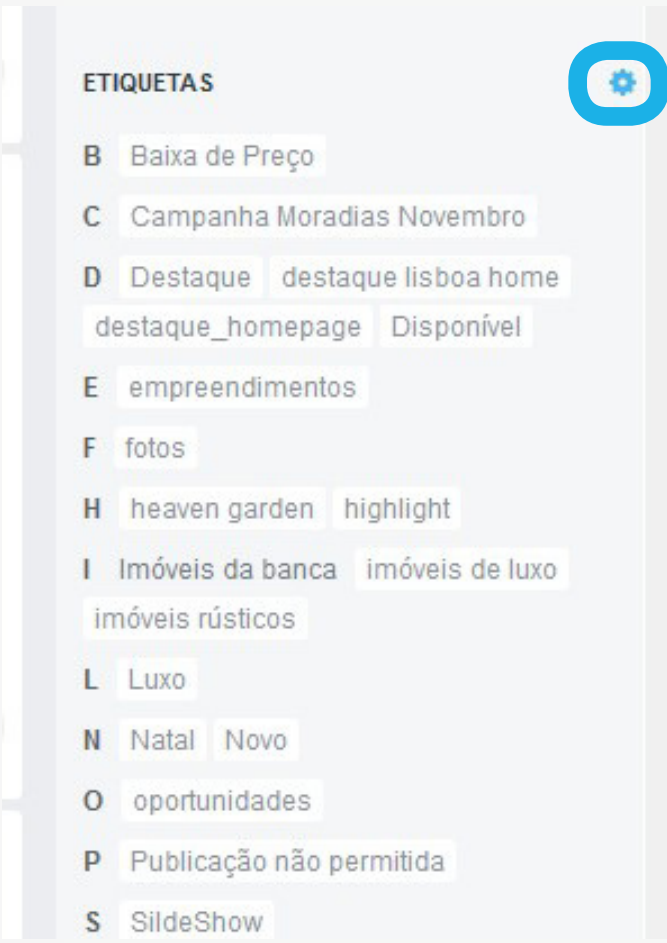 ETIQUETAS
B Baixa de Preço
C Campanha Moradias Novembro
D Destaque destaque lisboa home
destaque_homepage Disponível
E empreendimentos
F fotos
H heaven garden highlight
I Imóveis da banca imóveis de luxo
imóveis rústicos
L Luxo
N Natal Novo
O oportunidades
P Publicação não permitida
S SildeShow